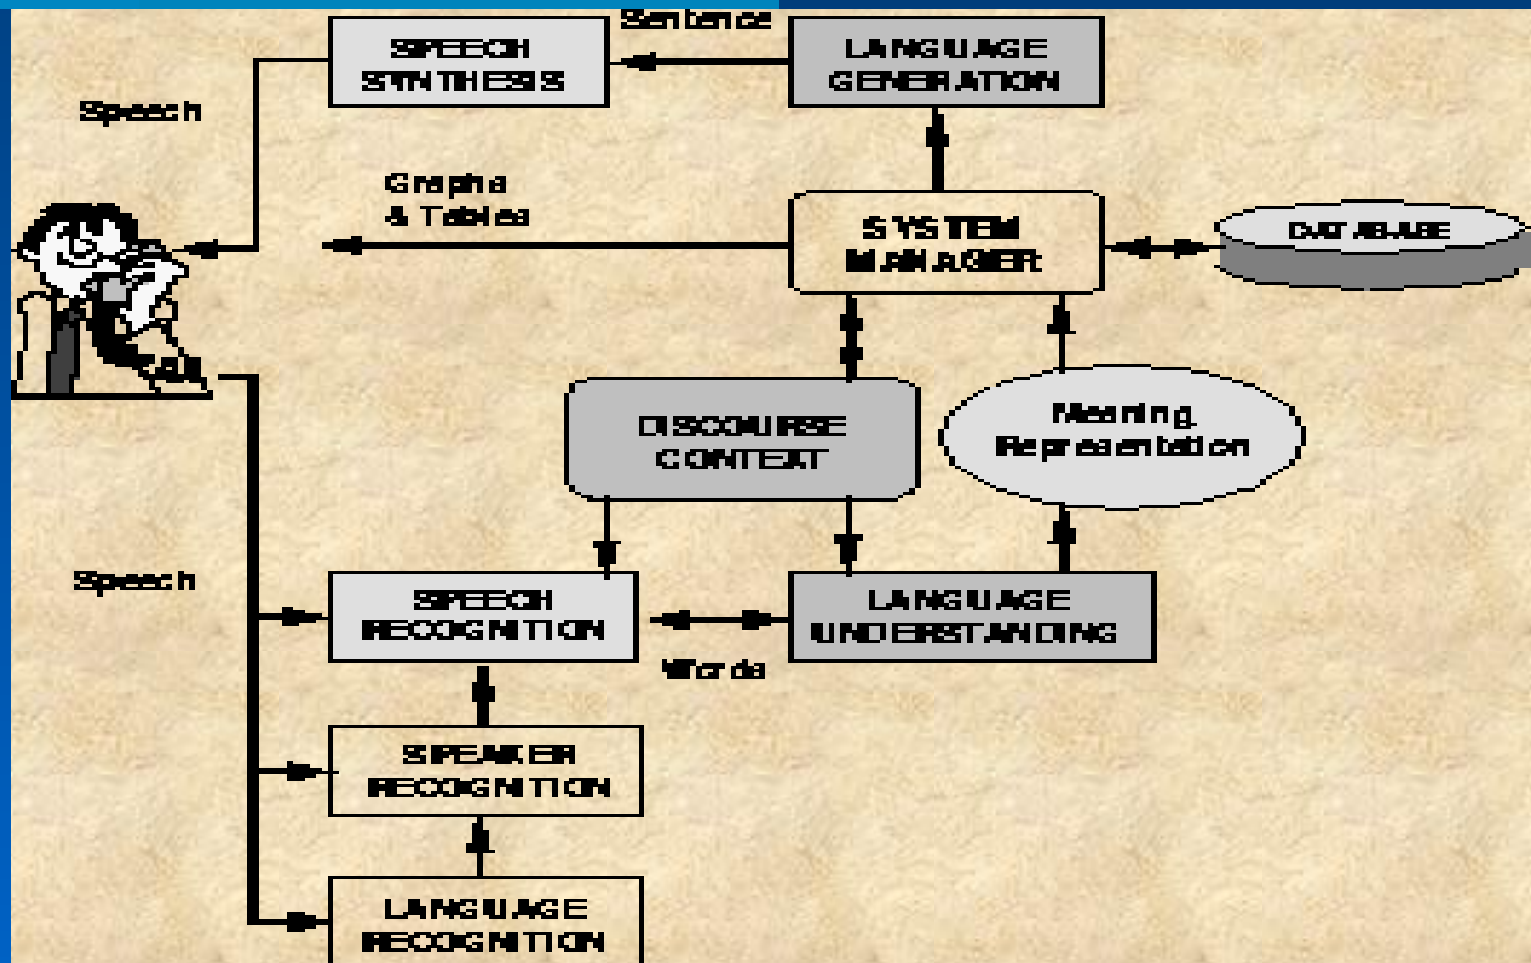 Sentence
SPEECH
SYNTHESIS
LANGUAGE
GENERATION
Speech
Graphs
& Tables
SYSTEM
MANAGER
DATABASE
DISCOURSE
CONTEXT
Meaning
Representation
Speech
SPEECH
RECOGNITION
Words
LANGUAGE
UNDERSTANDING
SPEAKER
RECOGNITION
LANGUAGE
RECOGNITION